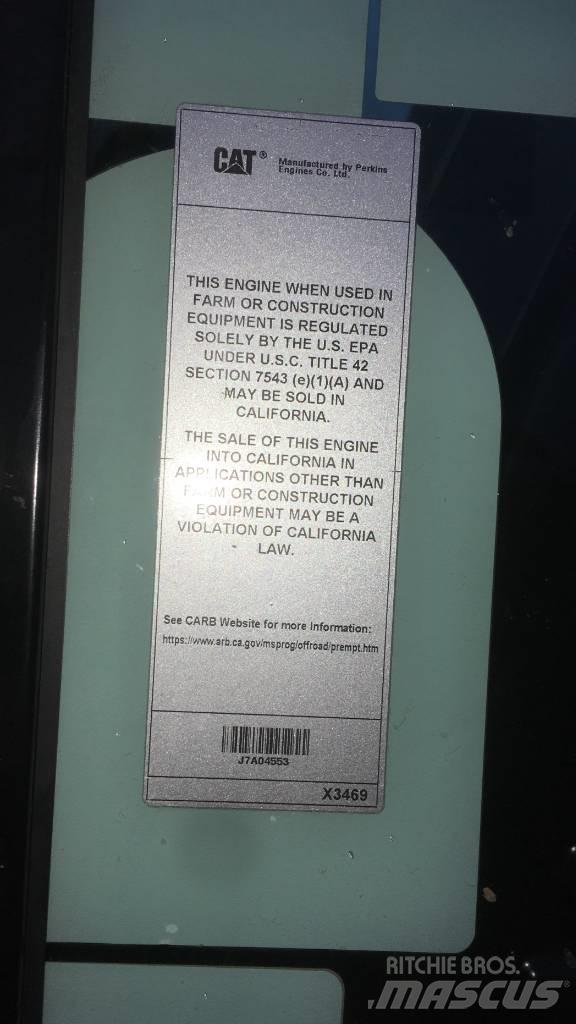 CAT®
Manufactured by Perkins
Engines Co. Ltd.
THIS ENGINE WHEN USED IN
FARM OR CONSTRUCTION
EQUIPMENT IS REGULATED
SOLELY BY THE U.S. EPA
UNDER U.S.C. TITLE 42
SECTION 7543 (e)(1)(A) AND
MAY BE SOLD IN
CALIFORNIA.
THE SALE OF THIS ENGINE
INTO CALIFORNIA IN
APPLICATIONS OTHER THAN
FARM OR CONSTRUCTION
EQUIPMENT MAY BE A
VIOLATION OF CALIFORNIA
LAW.
See CARB Website for more Information:
https://www.arb.ca.gov/msprog/offroad/prempt.htm
J7A04553
X3469
RITCHIE BROS.
MASCUS